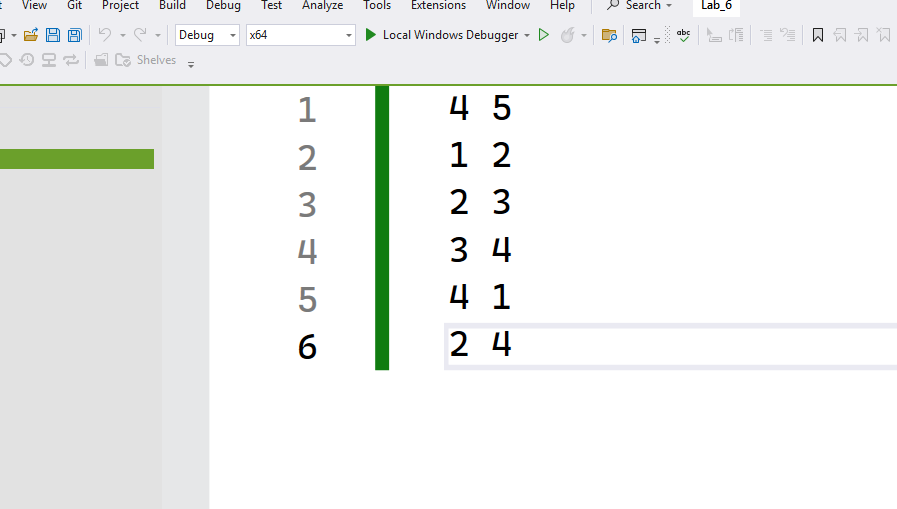 View Git Project Build Debug Test Analyze Tools Extensions Window Help Search Lab_6
Debug x64 Local Windows Debugger abc
Shelves
1 4 5
2 1 2
3 2 3
4 3 4
5 4 1
6 2 4